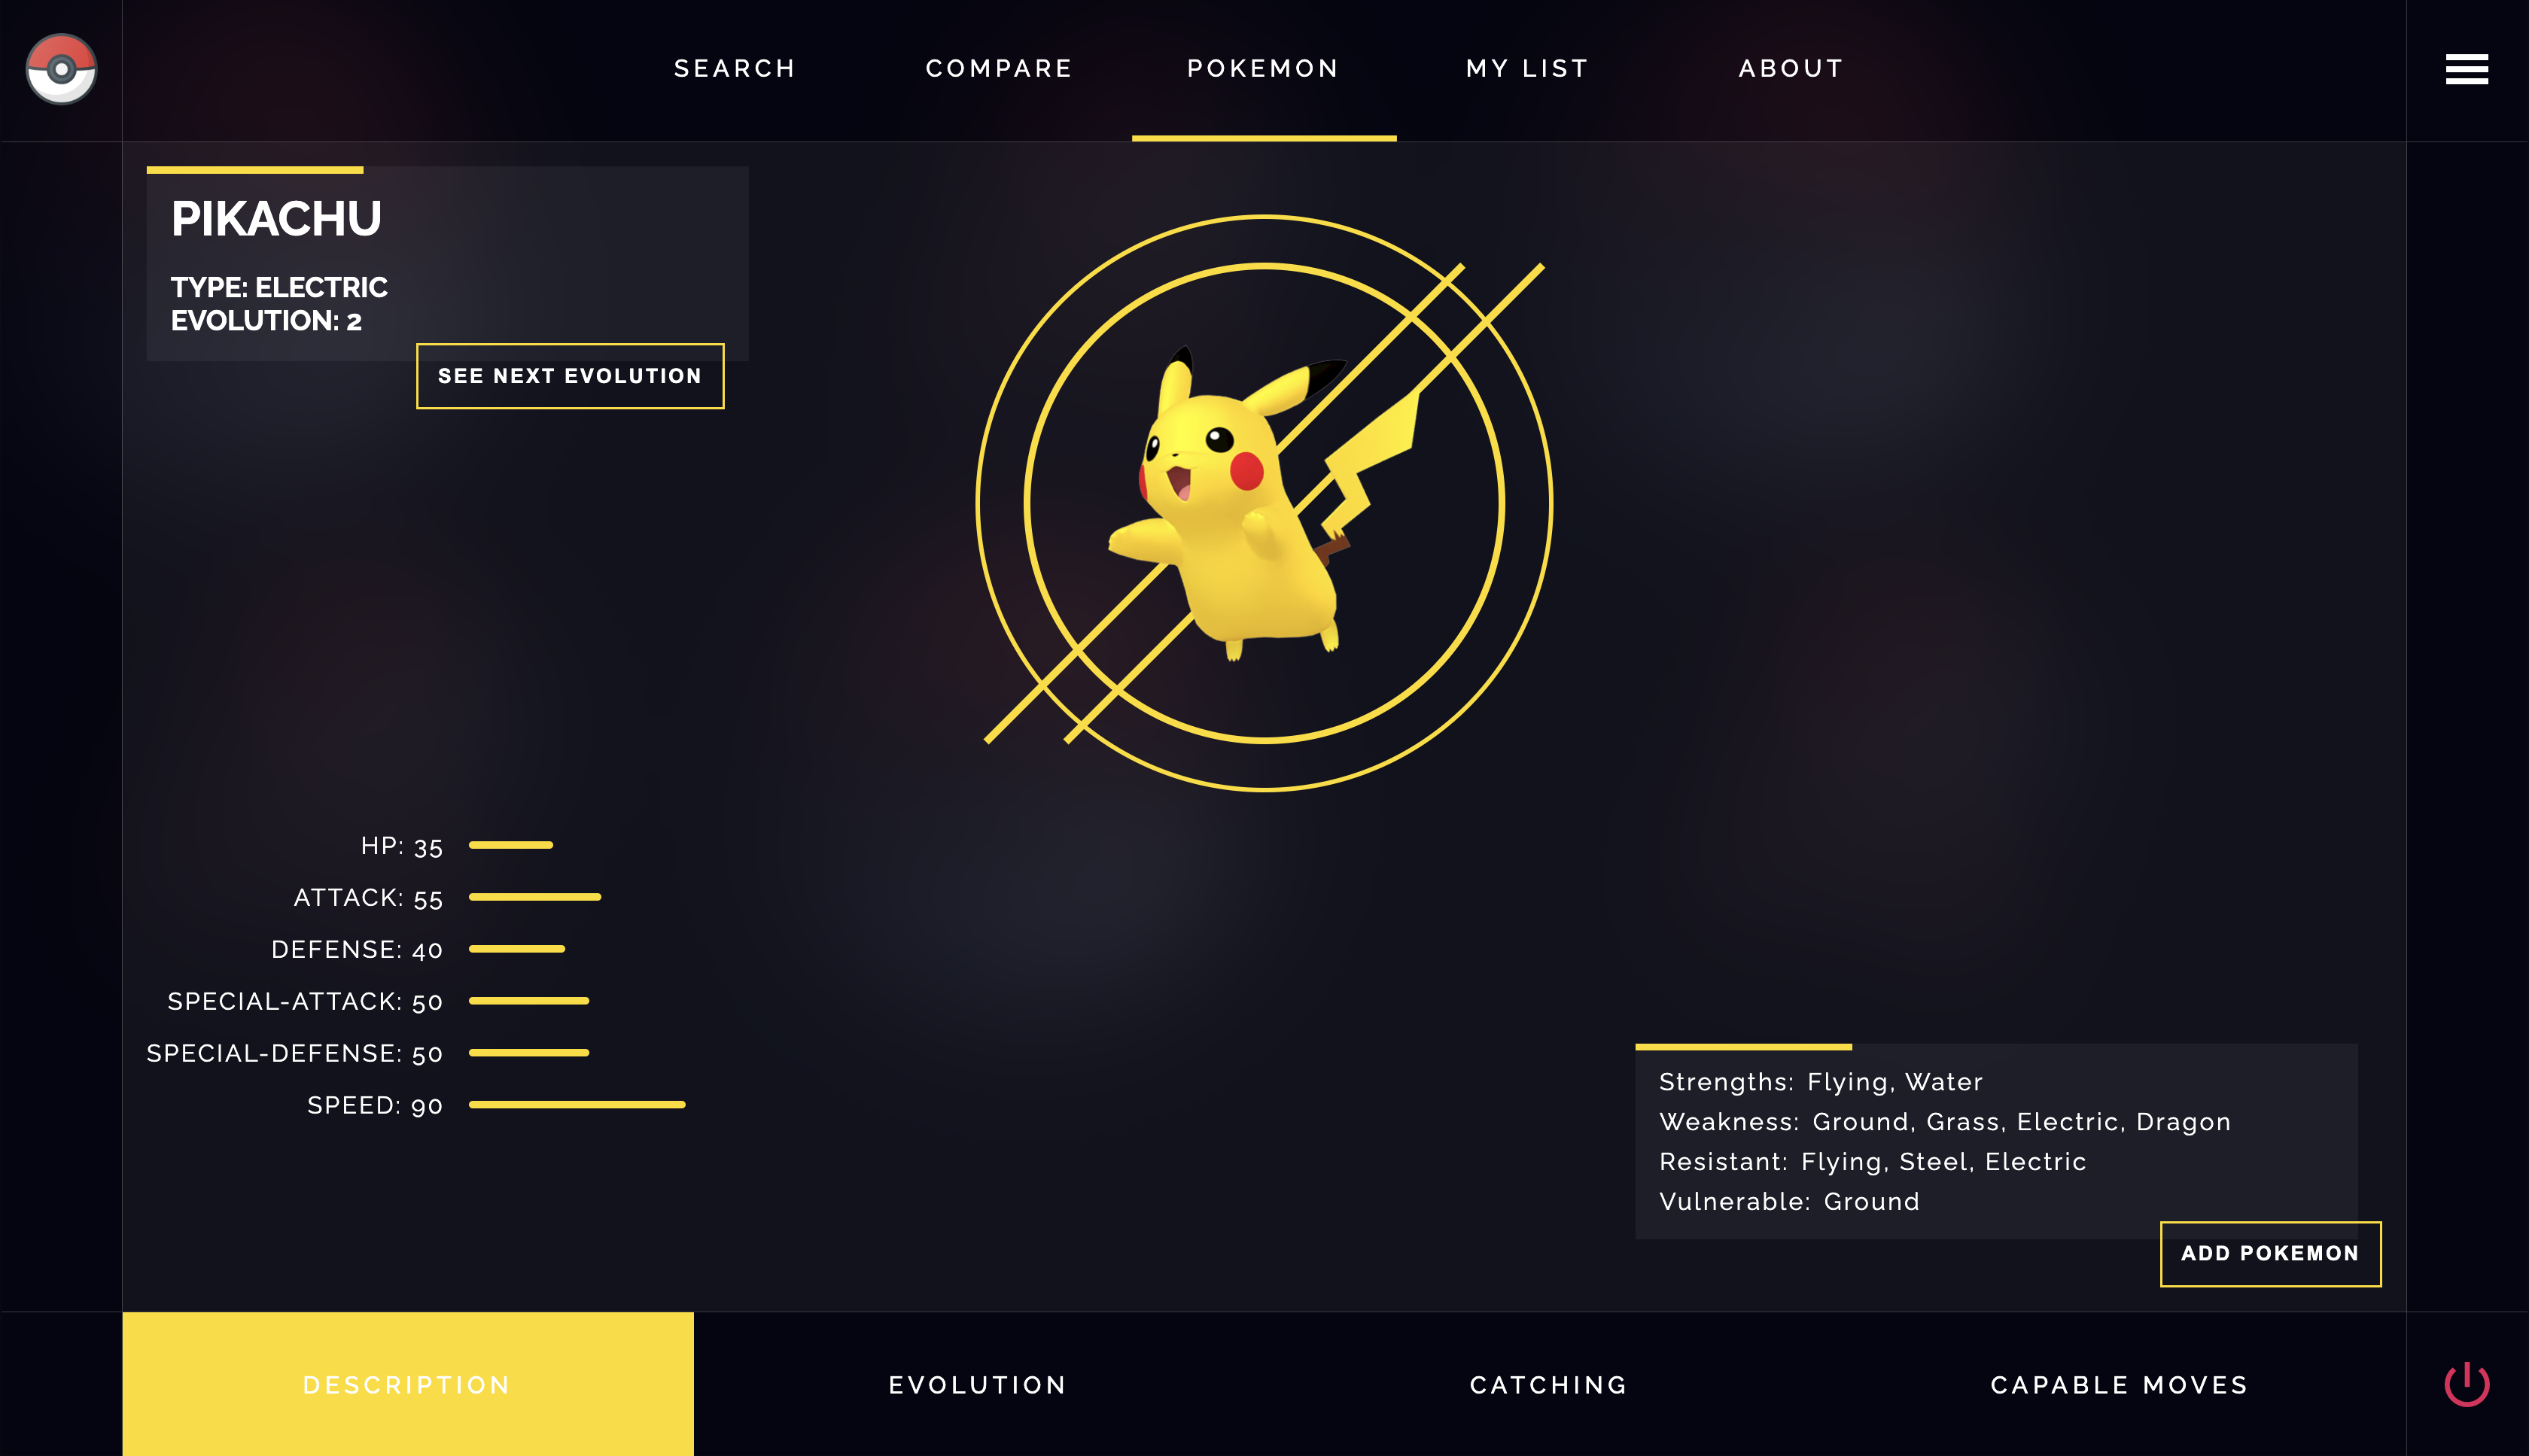 SEARCH
COMPARE
POKEMON
MY LIST
ABOUT
PIKACHU
TYPE: ELECTRIC
EVOLUTION: 2
SEE NEXT EVOLUTION
HP: 35
ATTACK: 55
DEFENSE: 40
SPECIAL-ATTACK: 50
SPECIAL-DEFENSE: 50
SPEED: 90
Strengths: Flying, Water
Weakness: Ground, Grass, Electric, Dragon
Resistant: Flying, Steel, Electric
Vulnerable: Ground
ADD POKEMON
DESCRIPTION
EVOLUTION
CATCHING
CAPABLE MOVES